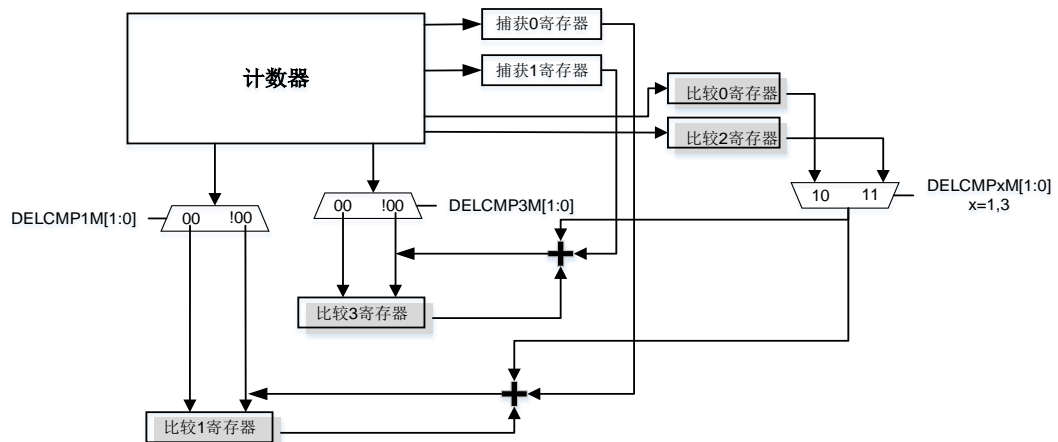 捕获0寄存器
计数器
捕获1寄存器
比较0寄存器
比较2寄存器
DELCMPxM[1:0]
x=1,3
10 11
00 !00
DELCMP3M[1:0]
DELCMP1M[1:0]
00 !00
比较3寄存器
比较1寄存器